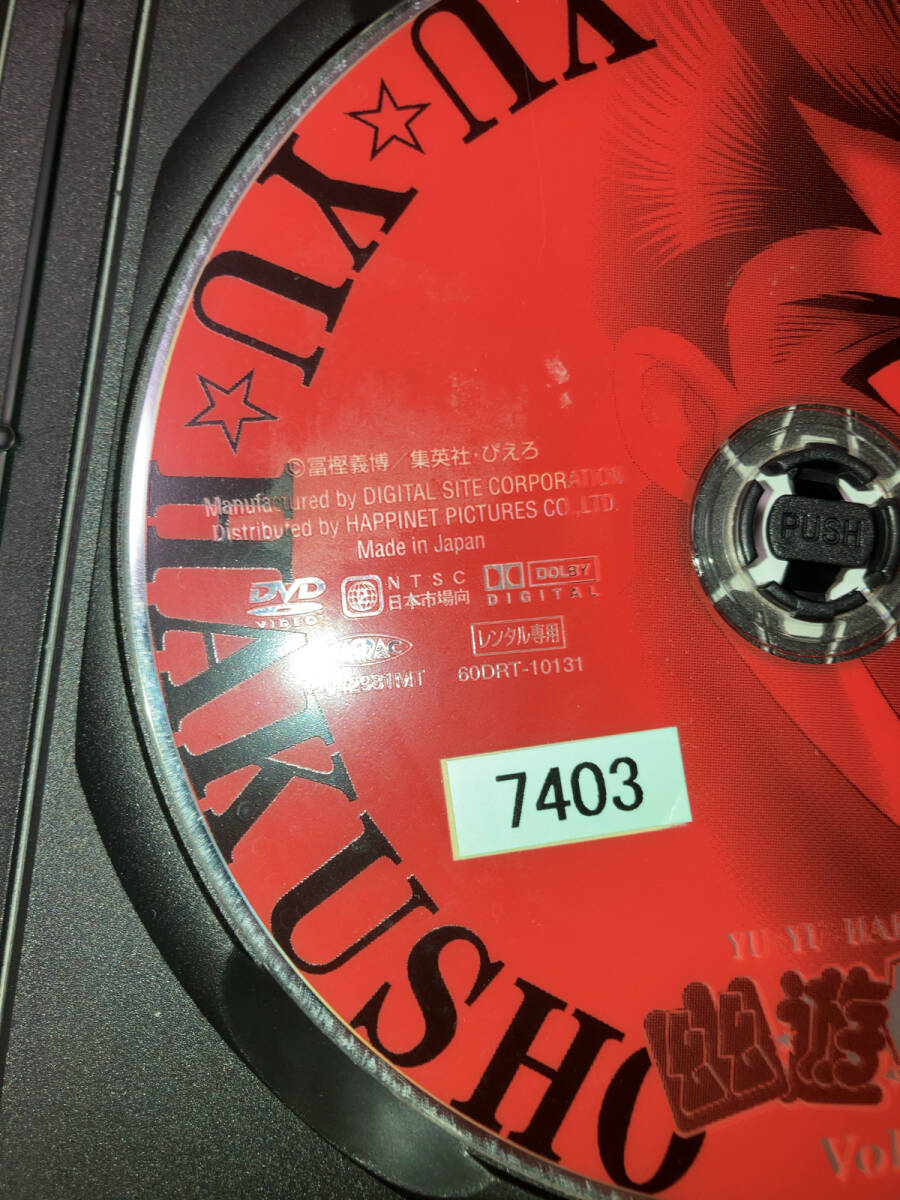 YU☆YU☆HAKUSHO
©冨樫義博／集英社・ぴえろ
Manufactured by DIGITAL SITE CORPORATION
Distributed by HAPPINET PICTURES CO.,LTD.
Made in Japan
DVD
VIDEO
NTSC
日本市場向
DOLBY
DIGITAL
レンタル専用
60DRT-10131
7403
PUSH
YU YU HA
幽遊
Vol